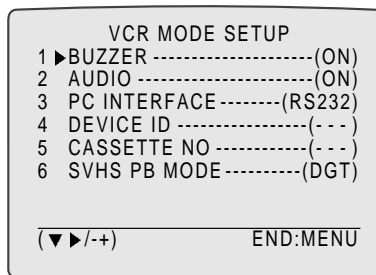 VCR MODE SETUP
1 ▶BUZZER ----------------------(ON)
2 AUDIO ------------------------(ON)
3 PC INTERFACE--------(RS232)
4 DEVICE ID -------------------(- - -)
5 CASSETTE NO --------------(- - -)
6 SVHS PB MODE ----------(DGT)
(▼ ▶/-+) END:MENU